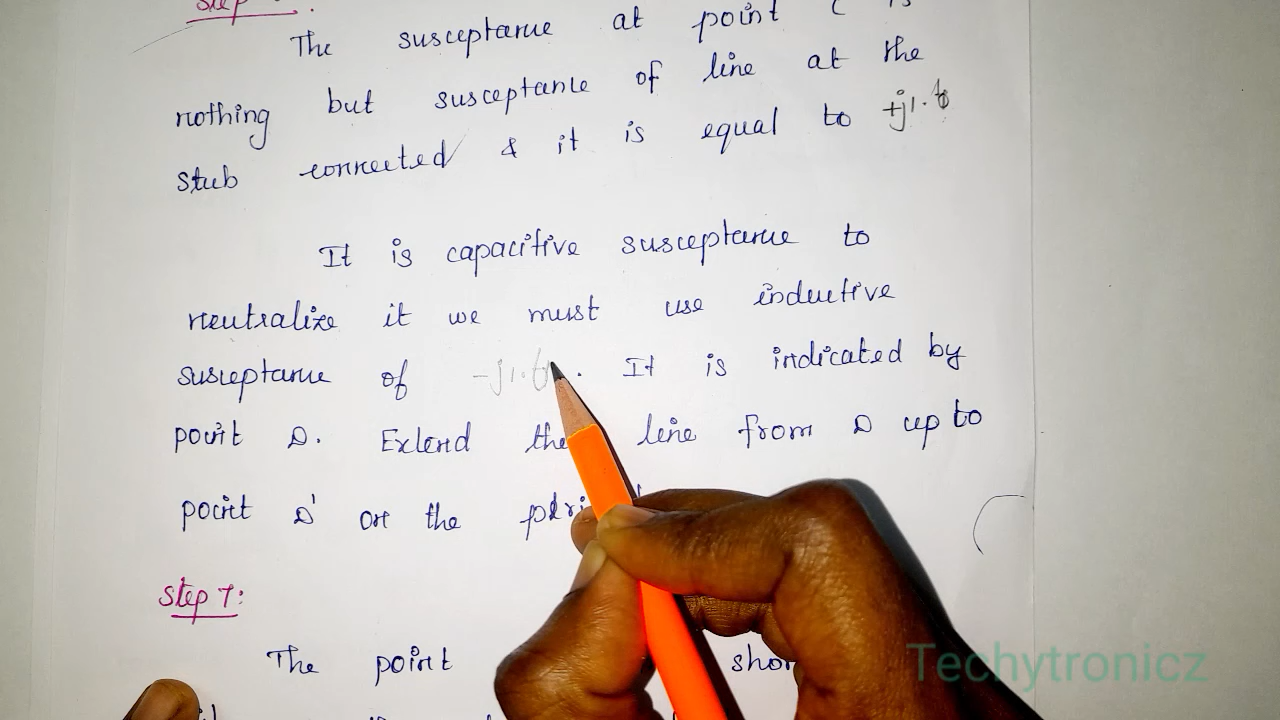 Step
The susceptance at point C is
nothing but susceptance of line at the
stub connected & it is equal to +j1.6
It is capacitive susceptance to
neutralize it we must use inductive
susceptance of -j1.6. It is indicated by
point D. Extend the line from D up to
point D' on the
Step 7:
The point
Techytronicz